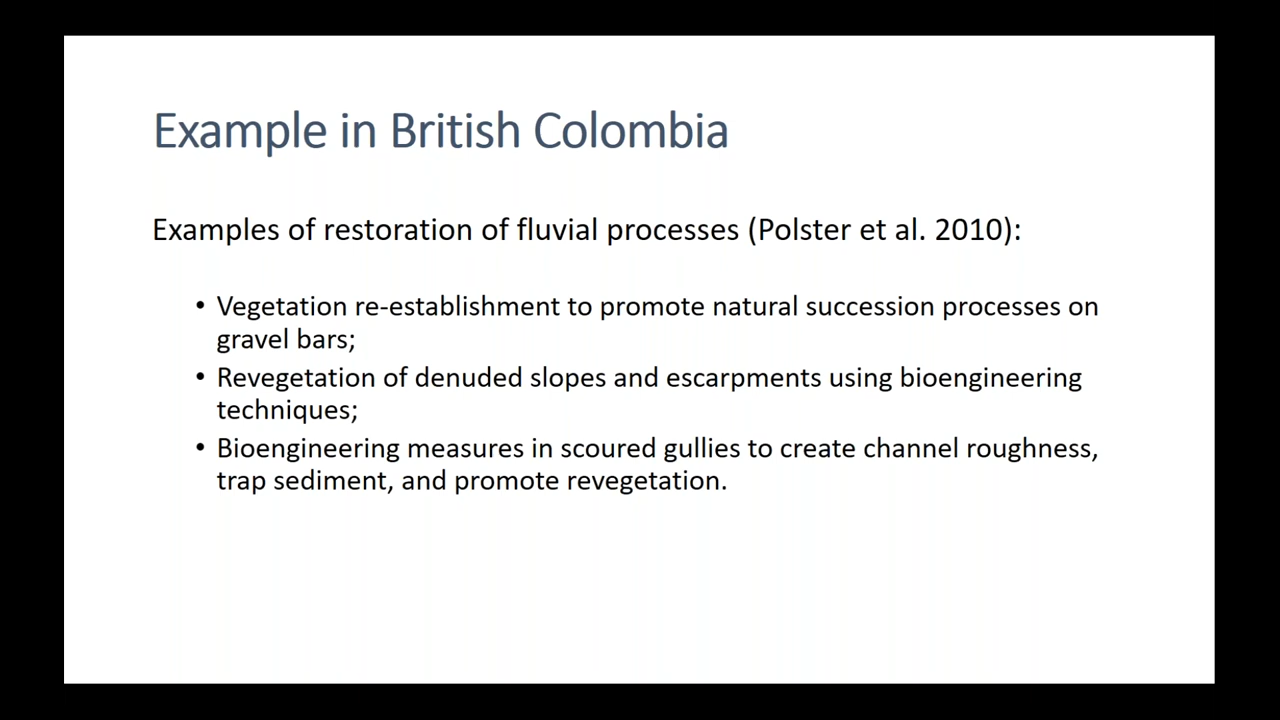 Example in British Colombia
Examples of restoration of fluvial processes (Polster et al. 2010):
• Vegetation re-establishment to promote natural succession processes on
gravel bars;
• Revegetation of denuded slopes and escarpments using bioengineering
techniques;
• Bioengineering measures in scoured gullies to create channel roughness,
trap sediment, and promote revegetation.